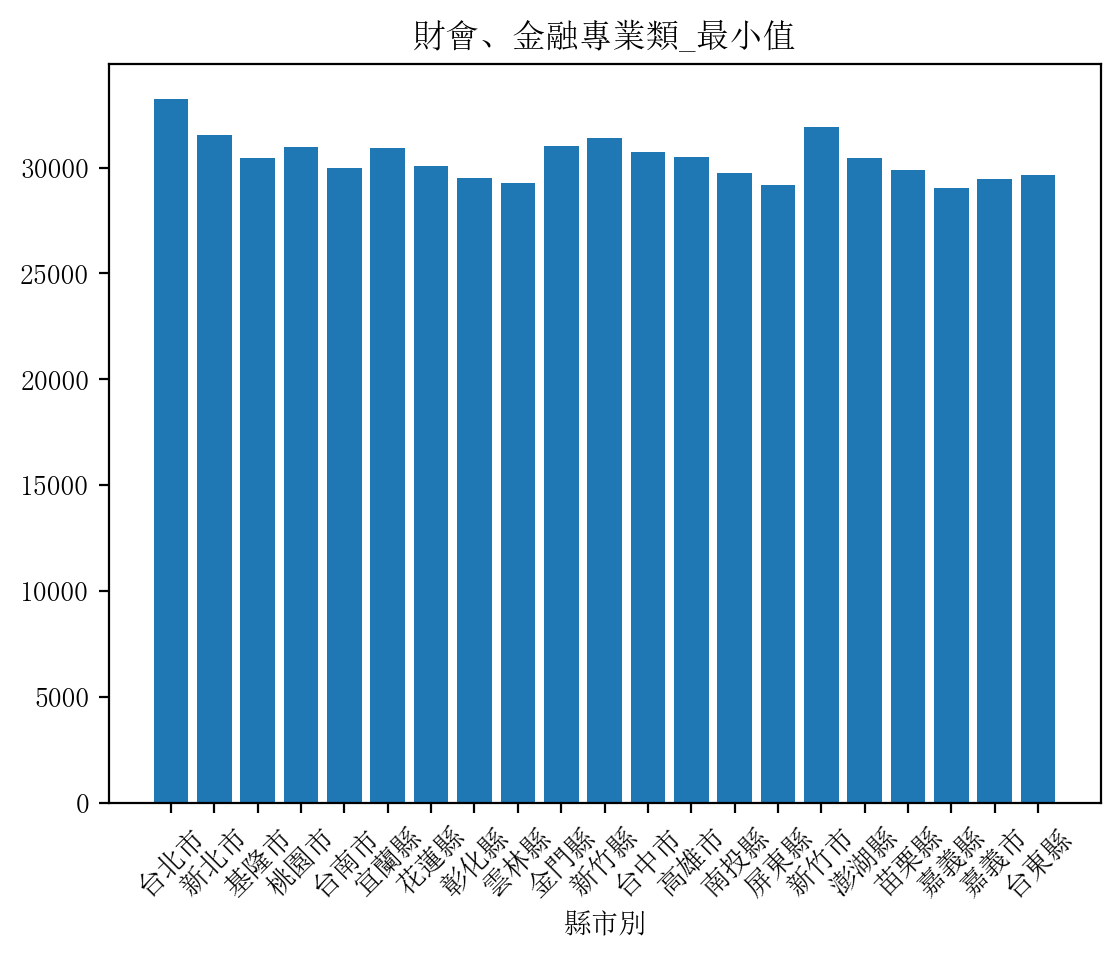 財會、金融專業類_最小值
30000
25000
20000
15000
10000
5000
0
台北市
新北市
基隆市
桃園市
台南市
宜蘭縣
花蓮縣
彰化縣
雲林縣
金門縣
新竹縣
台中市
高雄市
南投縣
屏東縣
新竹市
澎湖縣
苗栗縣
嘉義縣
嘉義市
台東縣
縣市別